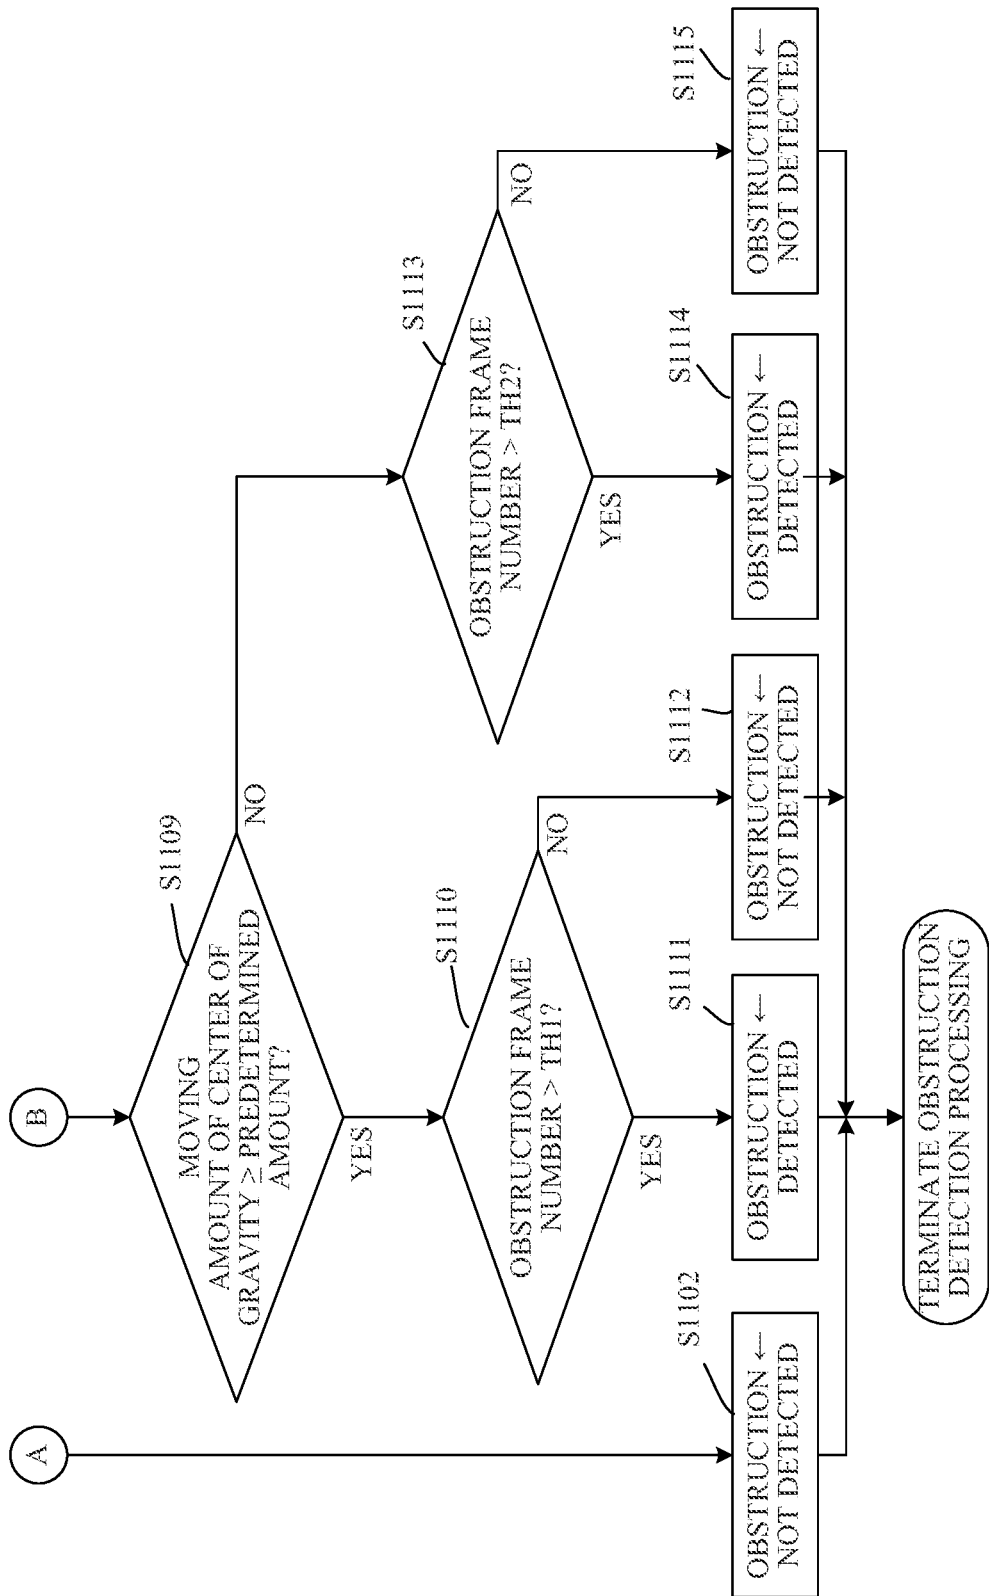 A
B
MOVING
AMOUNT OF CENTER OF
GRAVITY ≥ PREDETERMINED
AMOUNT?
S1109
YES
NO
OBSTRUCTION FRAME
NUMBER > TH1?
S1110
YES
NO
OBSTRUCTION FRAME
NUMBER > TH2?
S1113
YES
NO
S1102
OBSTRUCTION ←
NOT DETECTED
S1111
OBSTRUCTION ←
DETECTED
S1112
OBSTRUCTION ←
NOT DETECTED
S1114
OBSTRUCTION ←
DETECTED
S1115
OBSTRUCTION ←
NOT DETECTED
TERMINATE OBSTRUCTION
DETECTION PROCESSING